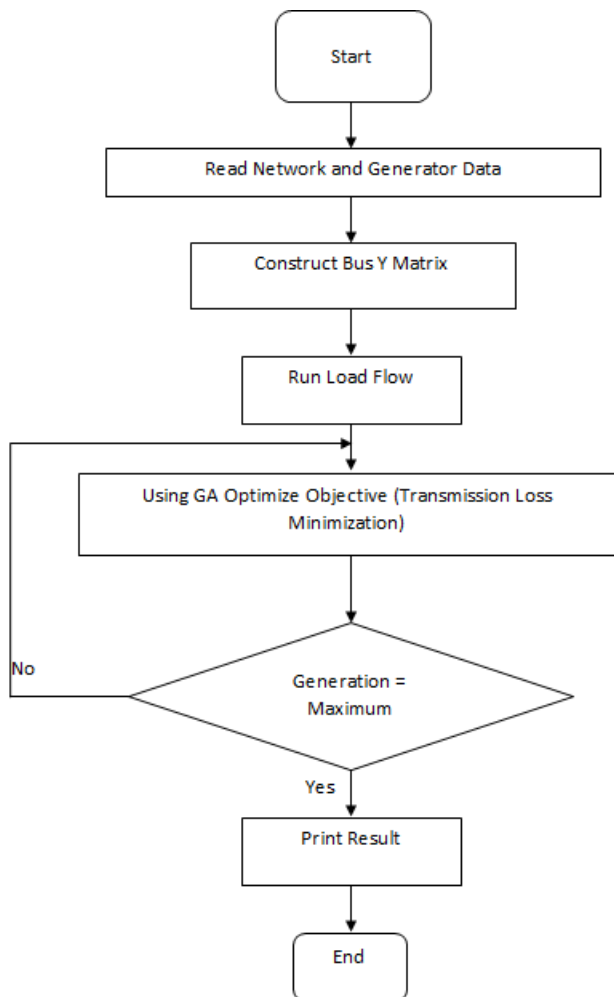 Start
Read Network and Generator Data
Construct Bus Y Matrix
Run Load Flow
Using GA Optimize Objective (Transmission Loss
Minimization)
Generation =
Maximum
No
Yes
Print Result
End